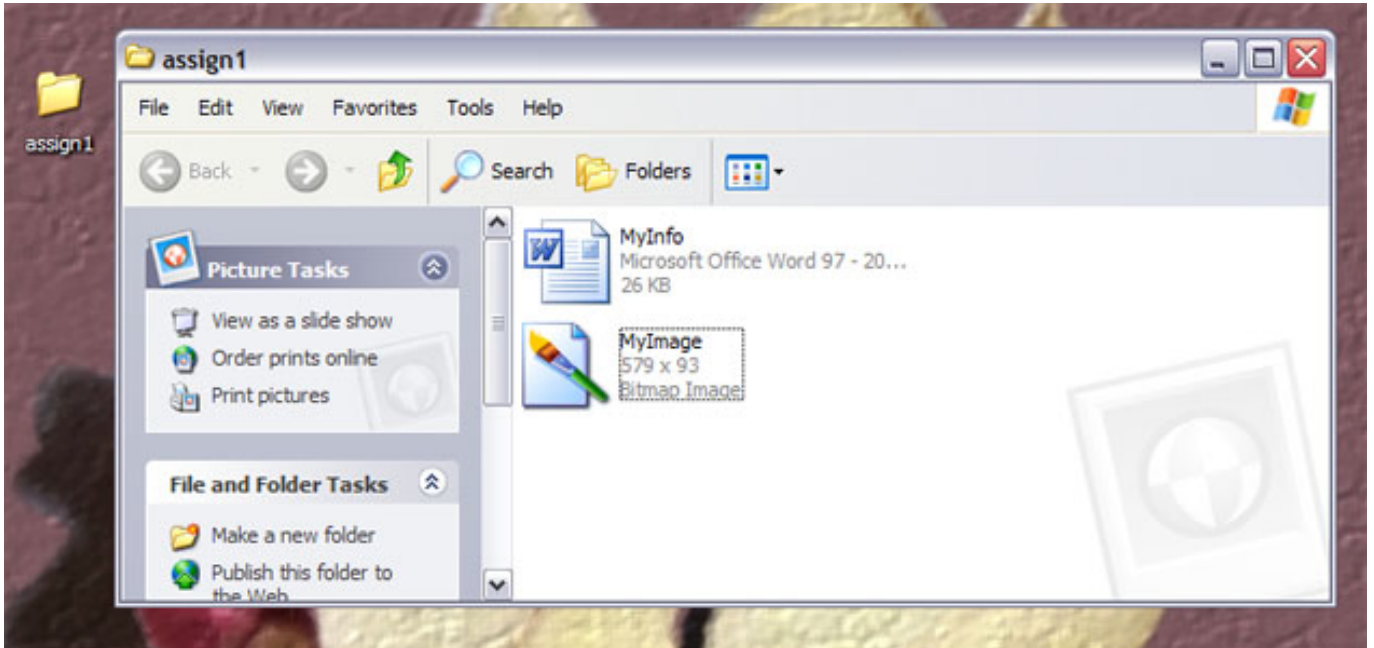 assign1
assign1
File Edit View Favorites Tools Help
Back Search Folders
Picture Tasks
View as a slide show
Order prints online
Print pictures
File and Folder Tasks
Make a new folder
Publish this folder to
the Web
MyInfo
Microsoft Office Word 97 - 20...
26 KB
MyImage
579 x 93
Bitmap Image